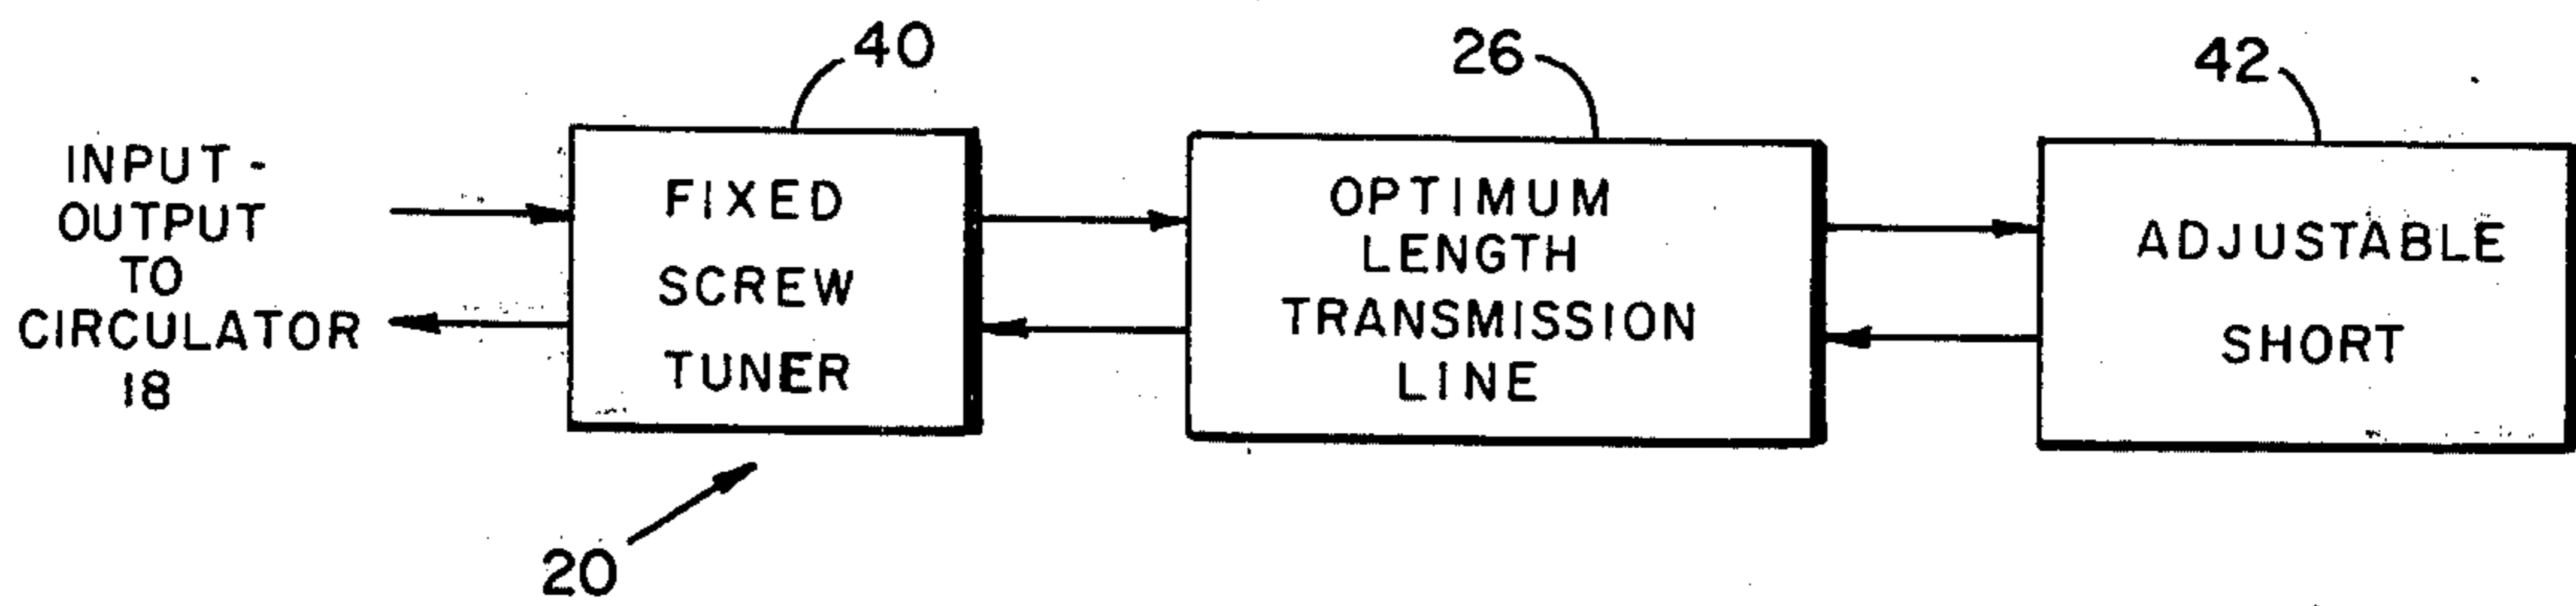 40
26
42
INPUT-
OUTPUT
TO
CIRCULATOR
18
FIXED
SCREW
TUNER
OPTIMUM
LENGTH
TRANSMISSION
LINE
ADJUSTABLE
SHORT
20